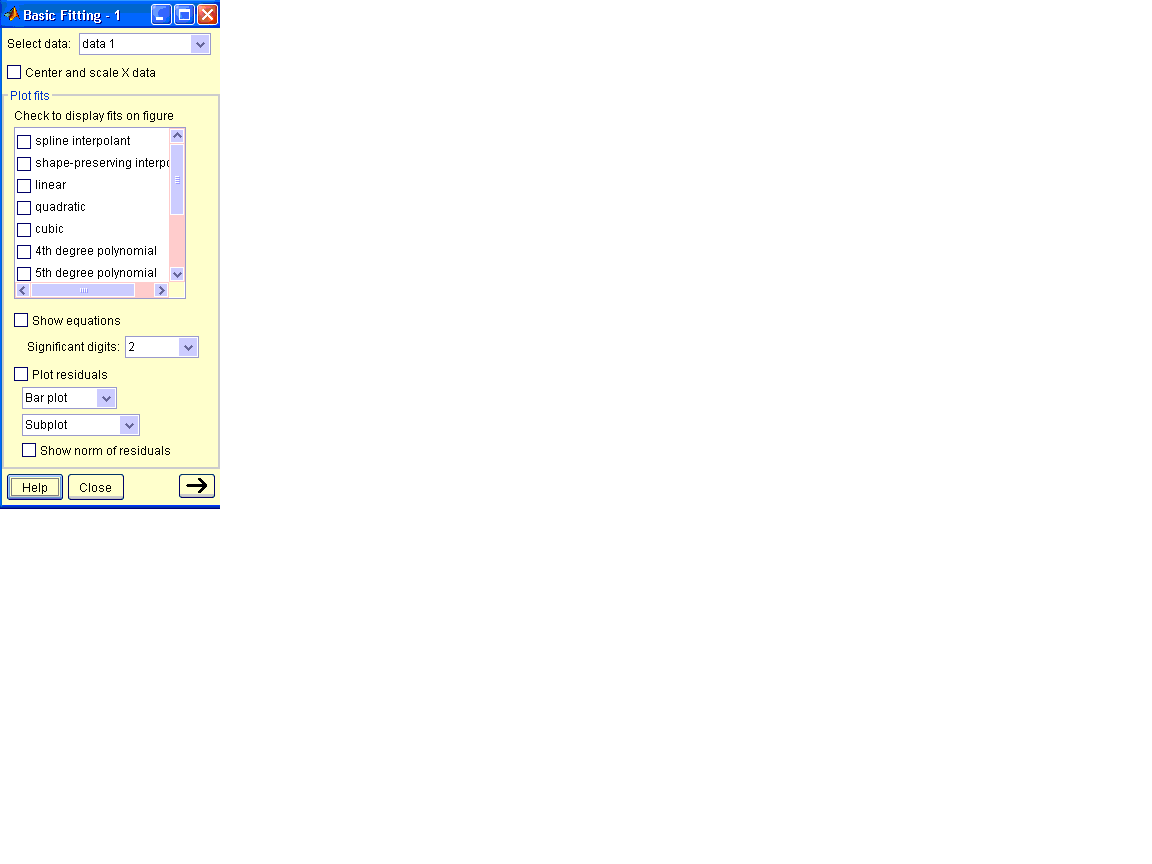 Basic Fitting - 1
Select data: data 1
Center and scale X data
Plot fits
Check to display fits on figure
spline interpolant
shape-preserving interpo
linear
quadratic
cubic
4th degree polynomial
5th degree polynomial
Show equations
Significant digits: 2
Plot residuals
Bar plot
Subplot
Show norm of residuals
Help Close